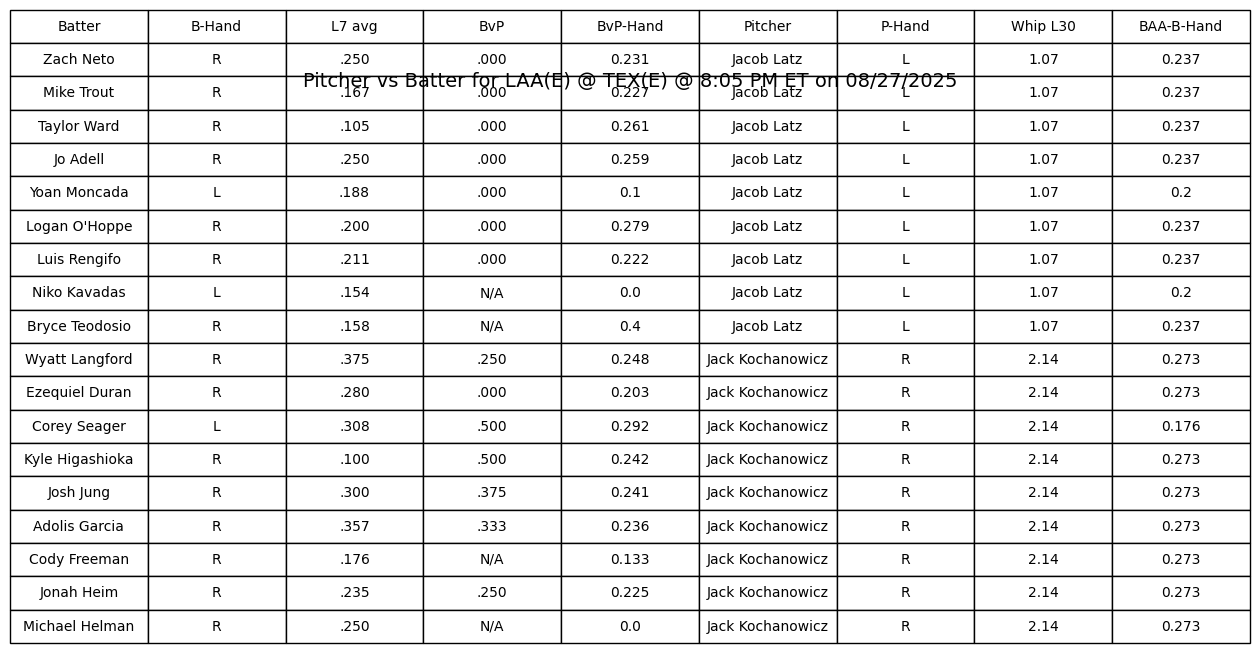 Batter B-Hand L7 avg BvP BvP-Hand Pitcher P-Hand Whip L30 BAA-B-Hand
Zach Neto R .250 .000 0.231 Jacob Latz L 1.07 0.237
Pitcher vs Batter for LAA(E) @ TEX(E) @ 8:05 PM ET on 08/27/2025
Mike Trout R .167 .000 0.227 Jacob Latz L 1.07 0.237
Taylor Ward R .105 .000 0.261 Jacob Latz L 1.07 0.237
Jo Adell R .250 .000 0.259 Jacob Latz L 1.07 0.237
Yoan Moncada L .188 .000 0.1 Jacob Latz L 1.07 0.2
Logan O'Hoppe R .200 .000 0.279 Jacob Latz L 1.07 0.237
Luis Rengifo R .211 .000 0.222 Jacob Latz L 1.07 0.237
Niko Kavadas L .154 N/A 0.0 Jacob Latz L 1.07 0.2
Bryce Teodosio R .158 N/A 0.4 Jacob Latz L 1.07 0.237
Wyatt Langford R .375 .250 0.248 Jack Kochanowicz R 2.14 0.273
Ezequiel Duran R .280 .000 0.203 Jack Kochanowicz R 2.14 0.273
Corey Seager L .308 .500 0.292 Jack Kochanowicz R 2.14 0.176
Kyle Higashioka R .100 .500 0.242 Jack Kochanowicz R 2.14 0.273
Josh Jung R .300 .375 0.241 Jack Kochanowicz R 2.14 0.273
Adolis Garcia R .357 .333 0.236 Jack Kochanowicz R 2.14 0.273
Cody Freeman R .176 N/A 0.133 Jack Kochanowicz R 2.14 0.273
Jonah Heim R .235 .250 0.225 Jack Kochanowicz R 2.14 0.273
Michael Helman R .250 N/A 0.0 Jack Kochanowicz R 2.14 0.273